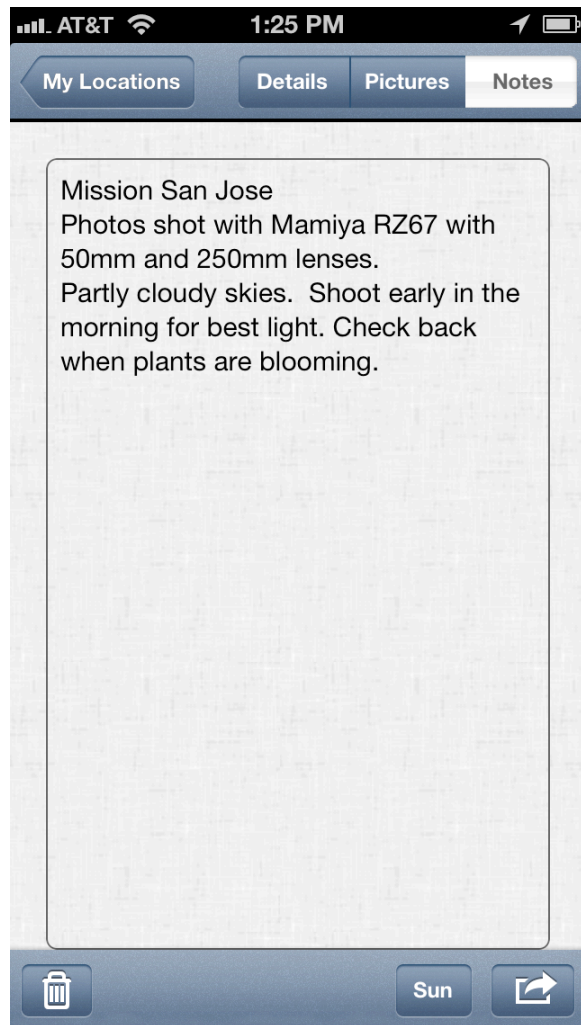 AT&T 1:25 PM
My Locations Details Pictures Notes
Mission San Jose
Photos shot with Mamiya RZ67 with
50mm and 250mm lenses.
Partly cloudy skies.  Shoot early in the
morning for best light. Check back
when plants are blooming.
Sun